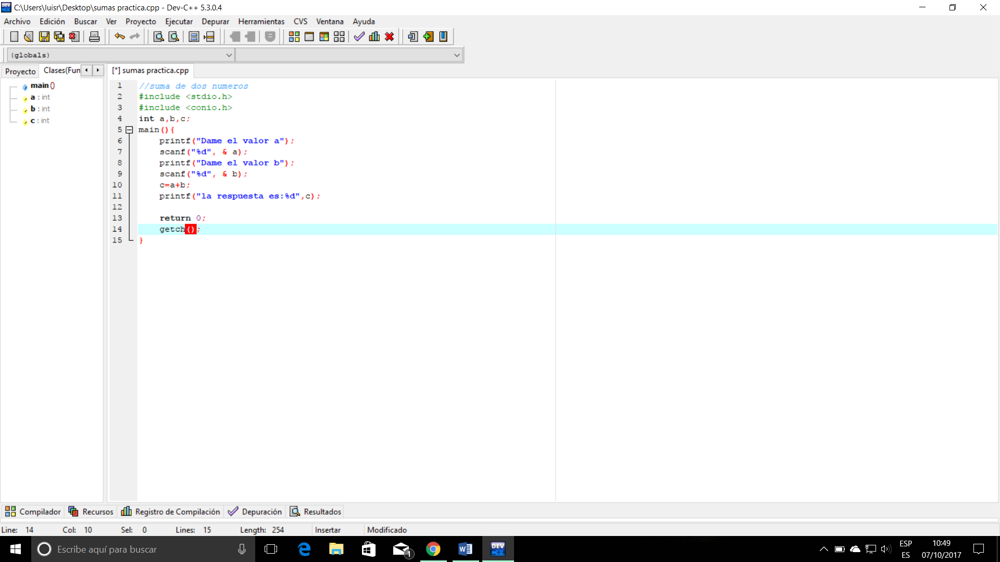 C:\Users\luisr\Desktop\sumas practica.cpp - Dev-C++ 5.3.0.4
Archivo Edición Buscar Ver Proyecto Ejecutar Depurar Herramientas CVS Ventana Ayuda
(globals)
Proyecto Clases(Fun [*] sumas practica.cpp
main ()
a : int
b : int
c : int
1 //suma de dos numeros
2 #include <stdio.h>
3 #include <conio.h>
4 int a,b,c;
5 main(){
6 printf("Dame el valor a");
7 scanf("%d", & a);
8 printf("Dame el valor b");
9 scanf("%d", & b);
10 c=a+b;
11 printf("la respuesta es:%d",c);
12
13 return 0;
14 getch();
15 }
Compilador Recursos Registro de Compilación Depuración Resultados
Line: 14 Col: 10 Sel: 0 Lines: 15 Length: 254 Insertar Modificado
Escribe aquí para buscar
1
DEV C++
ESP
ES
10:49
07/10/2017